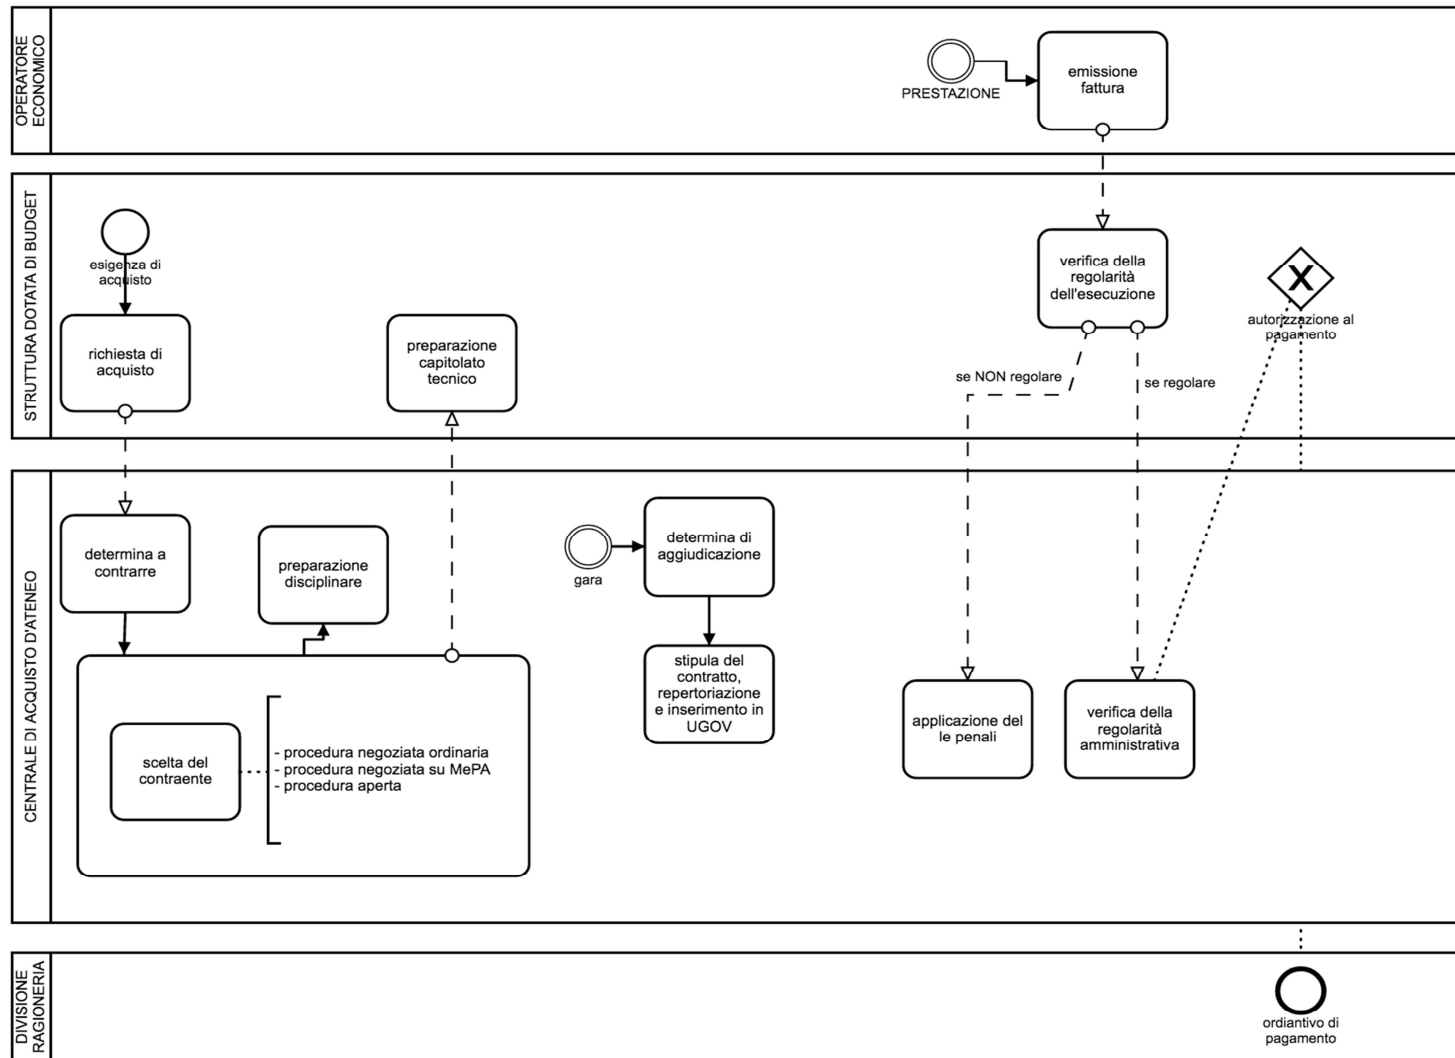 OPERATORE
ECONOMICO
PRESTAZIONE
emissione
fattura
STRUTTURA DOTATA DI BUDGET
esigenza di
acquisto
richiesta di
acquisto
preparazione
capitolato
tecnico
verifica della
regolarità
dell'esecuzione
se NON regolare
se regolare
autorizzazione al
pagamento
CENTRALE DI ACQUISTO D'ATENEO
determina a
contrarre
preparazione
disciplinare
gara
determina di
aggiudicazione
stipula del
contratto,
repertoriazione
e inserimento in
UGOV
scelta del
contraente
- procedura negoziata ordinaria
- procedura negoziata su MePA
- procedura aperta
applicazione del
le penali
verifica della
regolarità
amministrativa
DIVISIONE
RAGIONERIA
ordiantivo di
pagamento